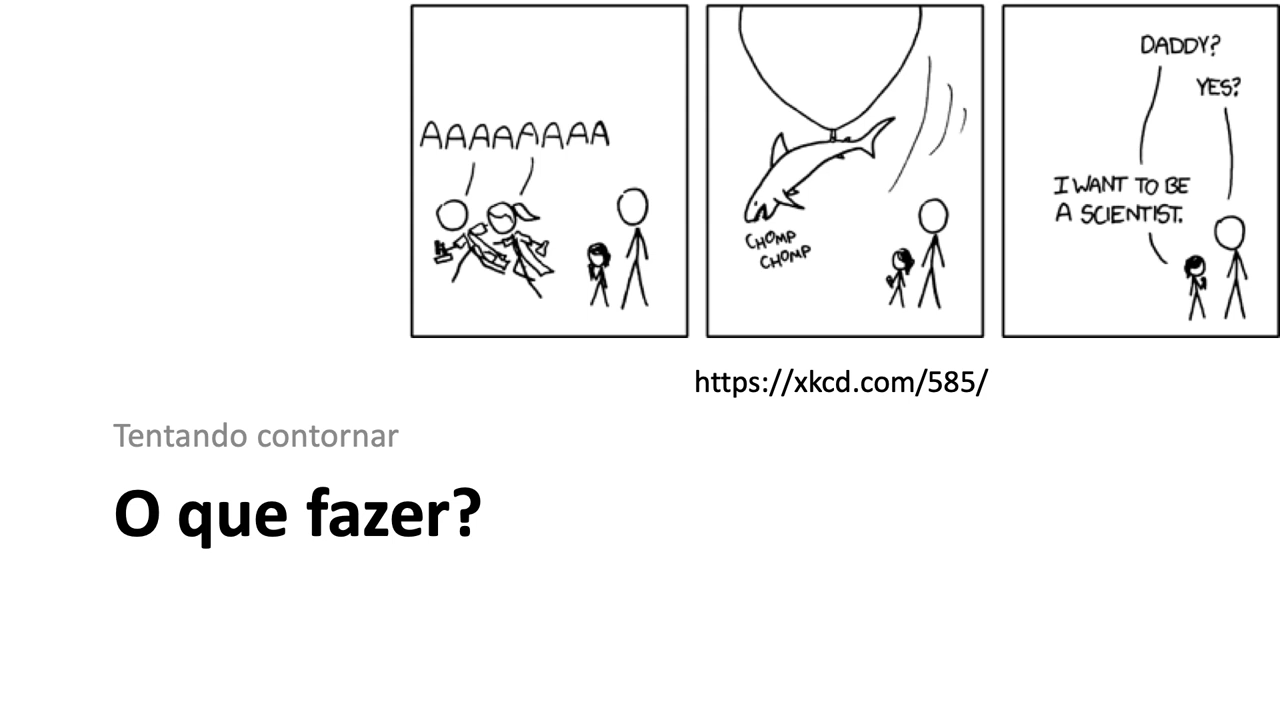 AAAAAAAA
CHOMP
CHOMP
DADDY?
YES?
I WANT TO BE
A SCIENTIST.
https://xkcd.com/585/
Tentando contornar
O que fazer?